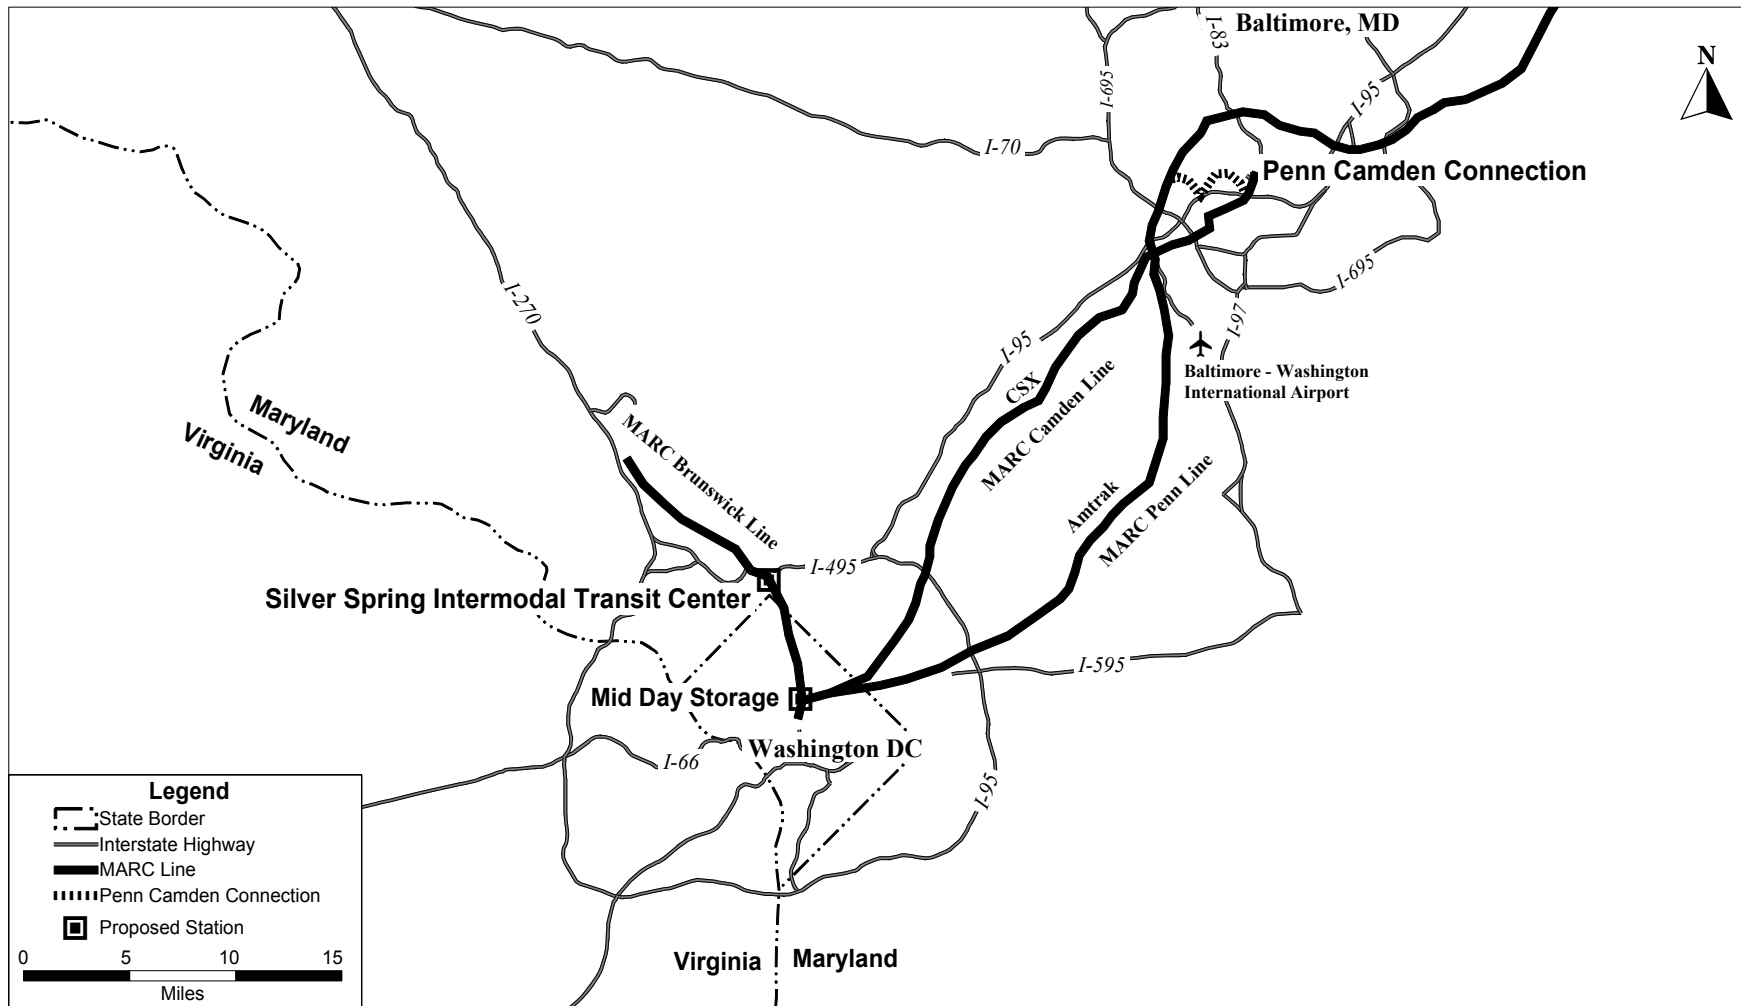 Baltimore, MD
I-83
I-695
I-95
N
I-70
Penn Camden Connection
I-695
I-270
I-97
I-95
Baltimore - Washington
International Airport
CSX
MARC Camden Line
Maryland
Virginia
MARC Brunswick Line
Amtrak
MARC Penn Line
I-495
Silver Spring Intermodal Transit Center
I-595
Mid Day Storage
Washington DC
I-66
I-95
Legend
State Border
Interstate Highway
MARC Line
Penn Camden Connection
Proposed Station
0 5 10 15
Miles
Virginia Maryland